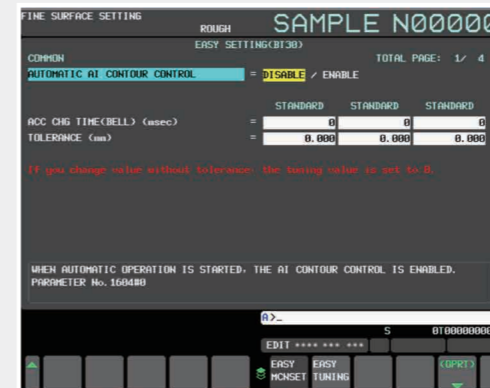 FINE SURFACE SETTING
ROUGH SAMPLE N00000
EASY SETTING(BT30)
COMMON TOTAL PAGE: 1/ 4
AUTOMATIC AI CONTOUR CONTROL = DISABLE / ENABLE
STANDARD STANDARD STANDARD
ACC CHG TIME(BELL) (msec) = 0 0 0
TOLERANCE (mm) = 0.000 0.000 0.000
If you change value without tolerance, the tuning value is set to 0.
WHEN AUTOMATIC OPERATION IS STARTED, THE AI CONTOUR CONTROL IS ENABLED.
PARAMETER No.1604#0
A>_
S 0T0000000
EDIT **** *** ***
EASY MCNSET
EASY TUNING
(OPRT)